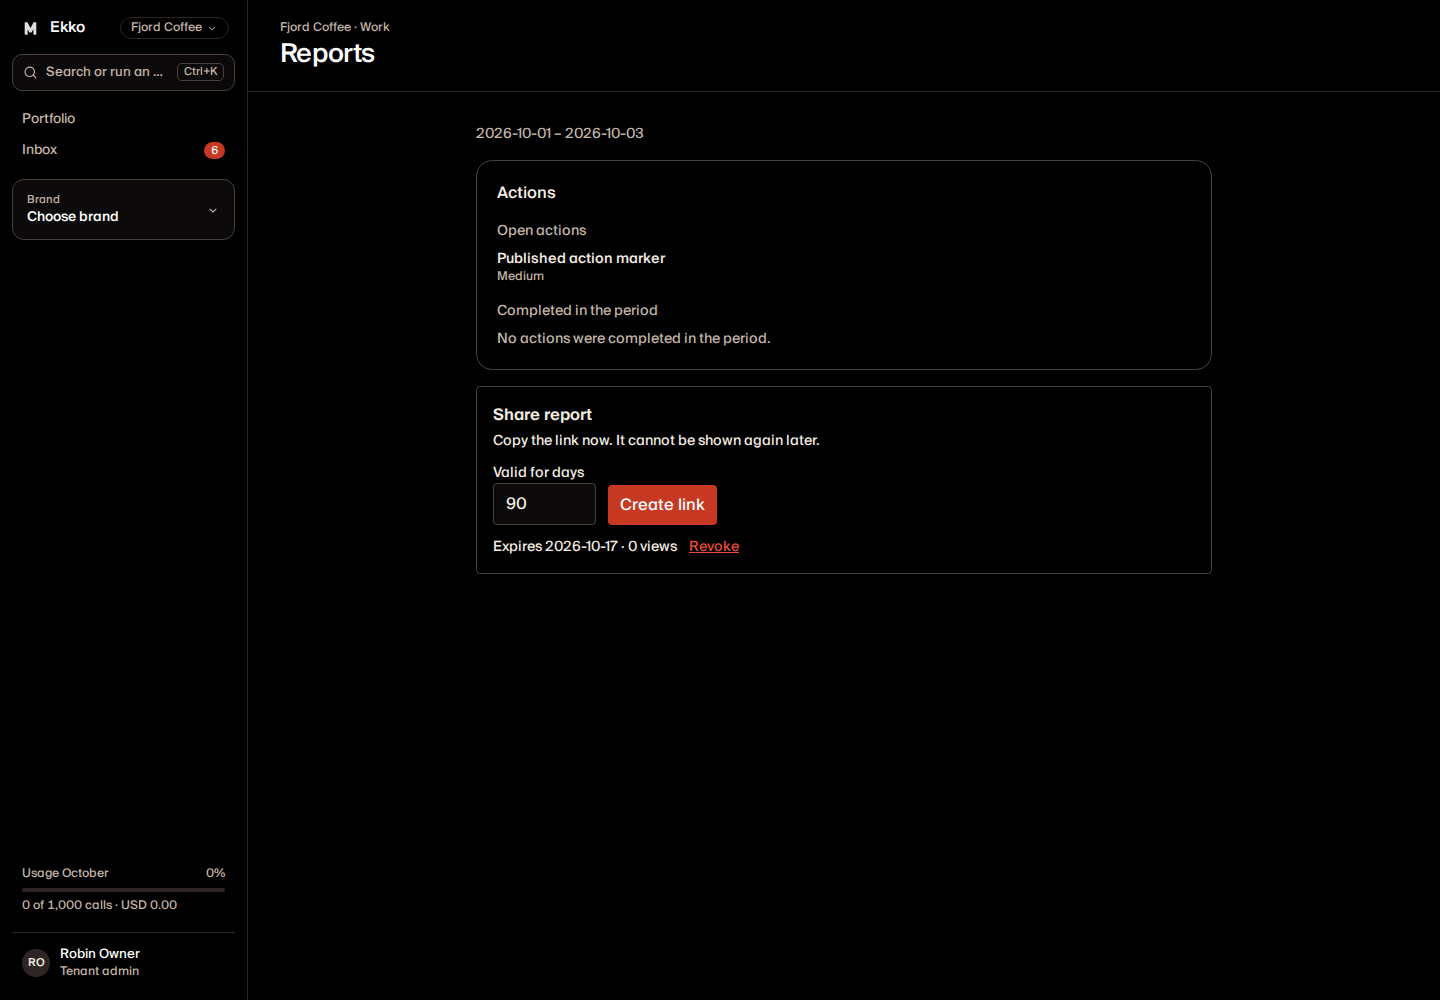 Ekko
Fjord Coffee
Search or run an ...
Ctrl+K
Portfolio
Inbox
6
Brand
Choose brand
Usage October
0%
0 of 1,000 calls · USD 0.00
RO
Robin Owner
Tenant admin
Fjord Coffee · Work
Reports
2026-10-01 – 2026-10-03
Actions
Open actions
Published action marker
Medium
Completed in the period
No actions were completed in the period.
Share report
Copy the link now. It cannot be shown again later.
Valid for days
90
Create link
Expires 2026-10-17 · 0 views
Revoke